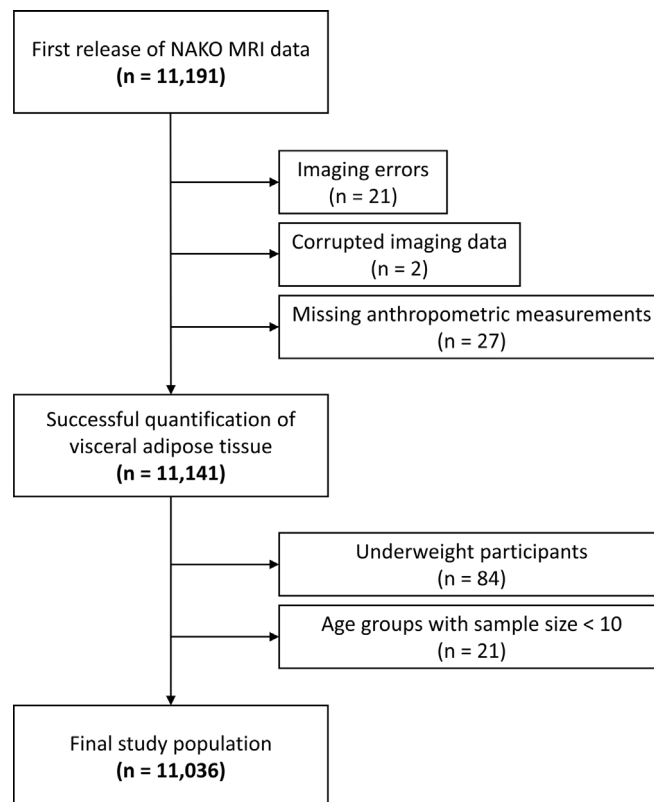 First release of NAKO MRI data
(n = 11,191)
Imaging errors
(n = 21)
Corrupted imaging data
(n = 2)
Missing anthropometric measurements
(n = 27)
Successful quantification of
visceral adipose tissue
(n = 11,141)
Underweight participants
(n = 84)
Age groups with sample size < 10
(n = 21)
Final study population
(n = 11,036)